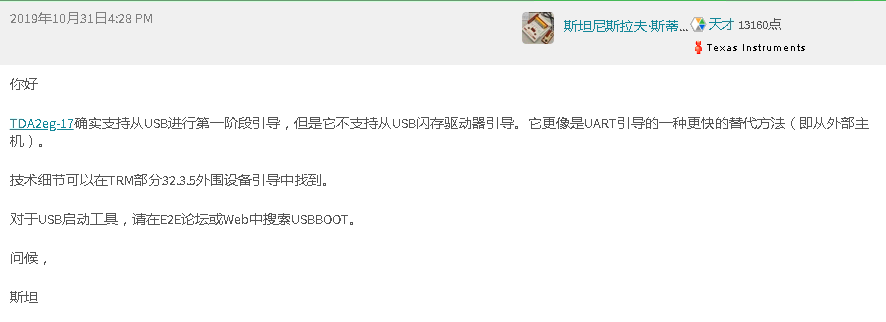 2019年10月31日4:28 PM
斯坦尼斯拉夫·斯蒂... 天才 13160点
Texas Instruments
你好
TDA2eg-17确实支持从USB进行第一阶段引导，但是它不支持从USB闪存驱动器引导。它更像是UART引导的一种更快的替代方法（即从外部主
机）。
技术细节可以在TRM部分32.3.5外围设备引导中找到。
对于USB启动工具，请在E2E论坛或Web中搜索USBBOOT。
问候，
斯坦